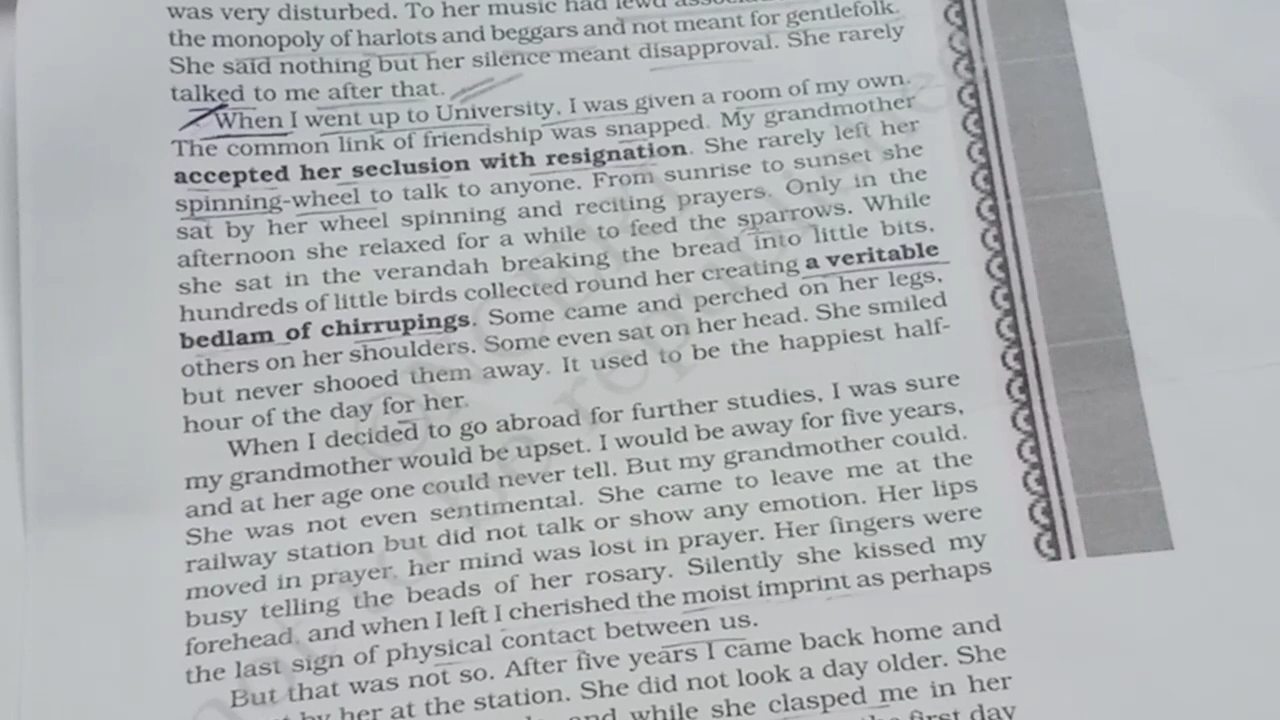 was very disturbed. To her music had lewd
the monopoly of harlots and beggars and not meant for gentlefolk.
She said nothing but her silence meant disapproval. She rarely
talked to me after that.
When I went up to University, I was given a room of my own.
The common link of friendship was snapped. My grandmother
accepted her seclusion with resignation. She rarely left her
spinning-wheel to talk to anyone. From sunrise to sunset she
sat by her wheel spinning and reciting prayers. Only in the
afternoon she relaxed for a while to feed the sparrows. While
she sat in the verandah breaking the bread into little bits,
hundreds of little birds collected round her creating a veritable
bedlam of chirrupings. Some came and perched on her legs,
others on her shoulders. Some even sat on her head. She smiled
but never shooed them away. It used to be the happiest half-
hour of the day for her.
When I decided to go abroad for further studies, I was sure
my grandmother would be upset. I would be away for five years,
and at her age one could never tell. But my grandmother could.
She was not even sentimental. She came to leave me at the
railway station but did not talk or show any emotion. Her lips
moved in prayer, her mind was lost in prayer. Her fingers were
busy telling the beads of her rosary. Silently she kissed my
forehead, and when I left I cherished the moist imprint as perhaps
the last sign of physical contact between us.
But that was not so. After five years I came back home and
by her at the station. She did not look a day older. She
and while she clasped me in her
first day